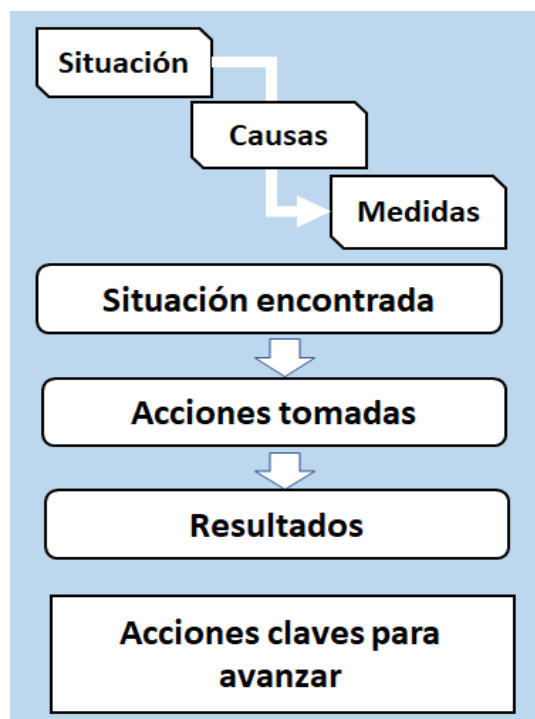 Situación
Causas
Medidas
Situación encontrada
Acciones tomadas
Resultados
Acciones claves para
avanzar